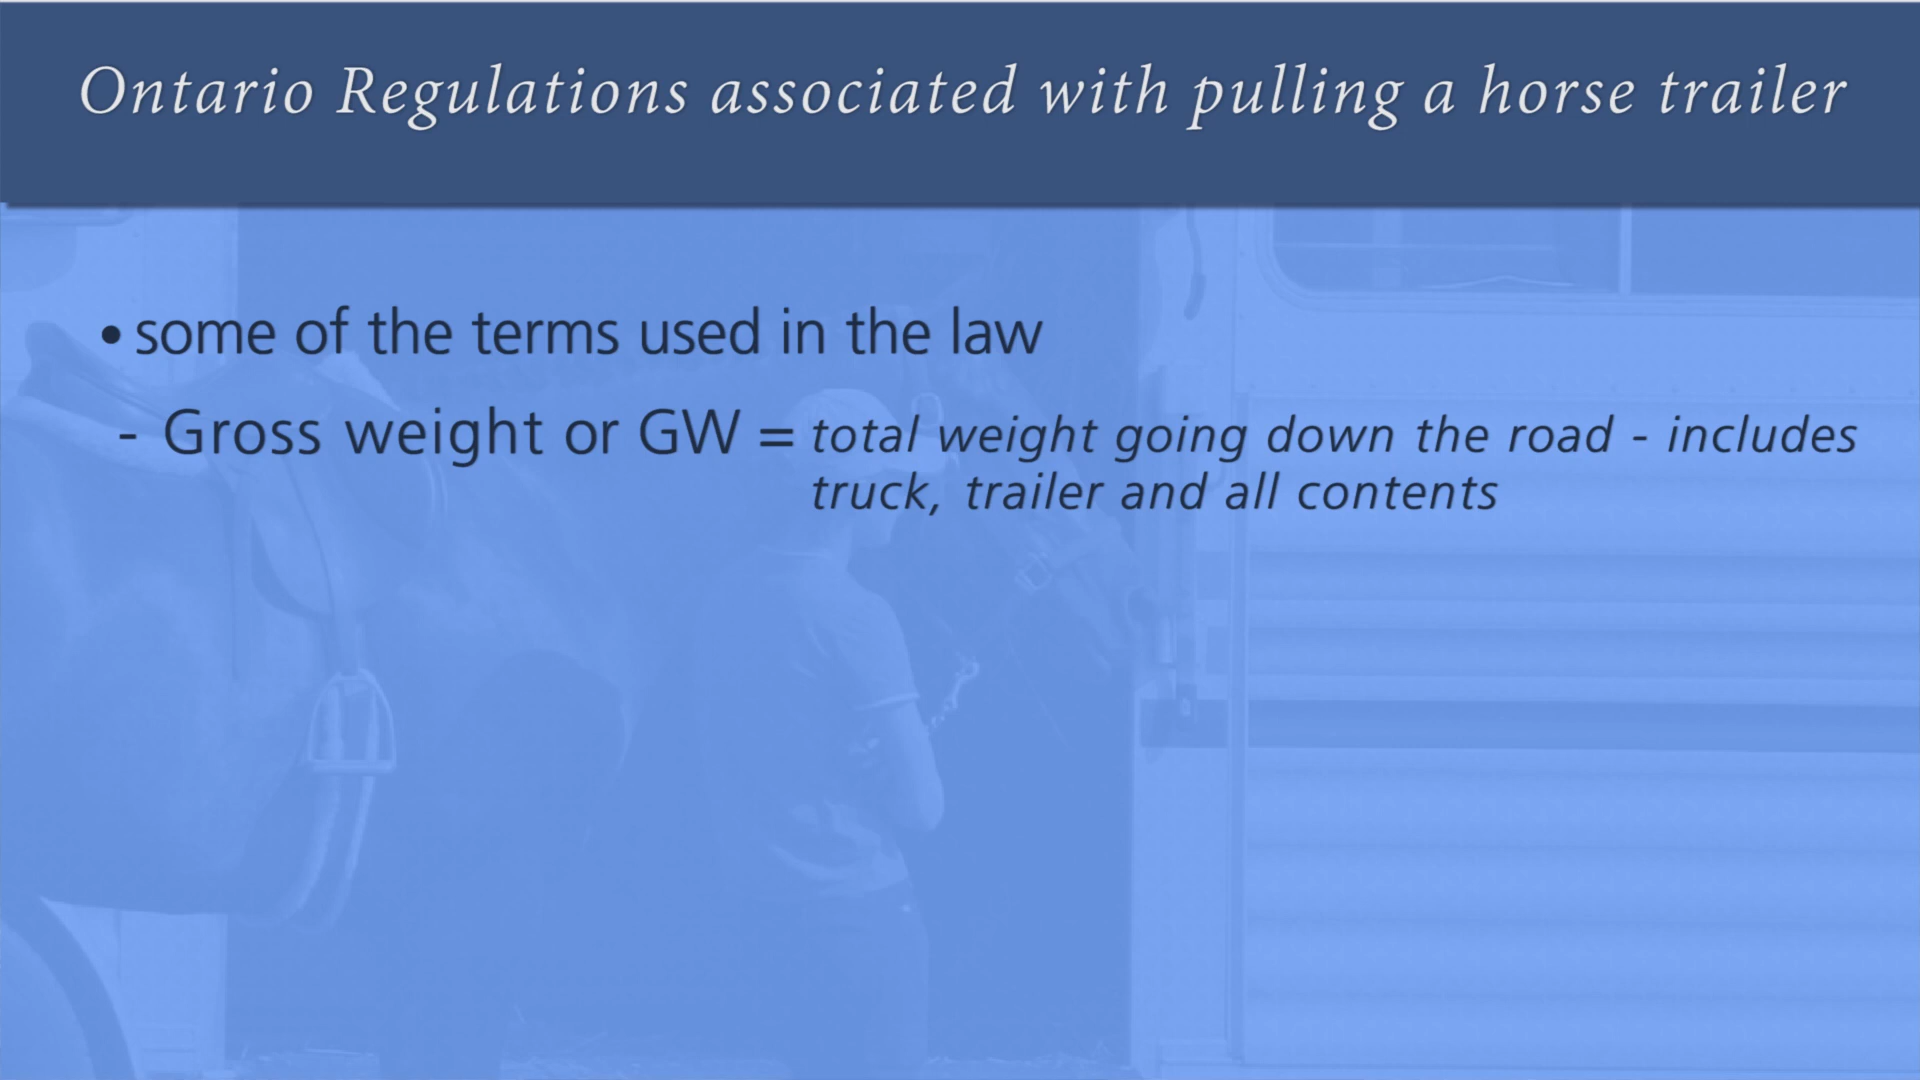 Ontario Regulations associated with pulling a horse trailer
• some of the terms used in the law
- Gross weight or GW = total weight going down the road - includes
truck, trailer and all contents